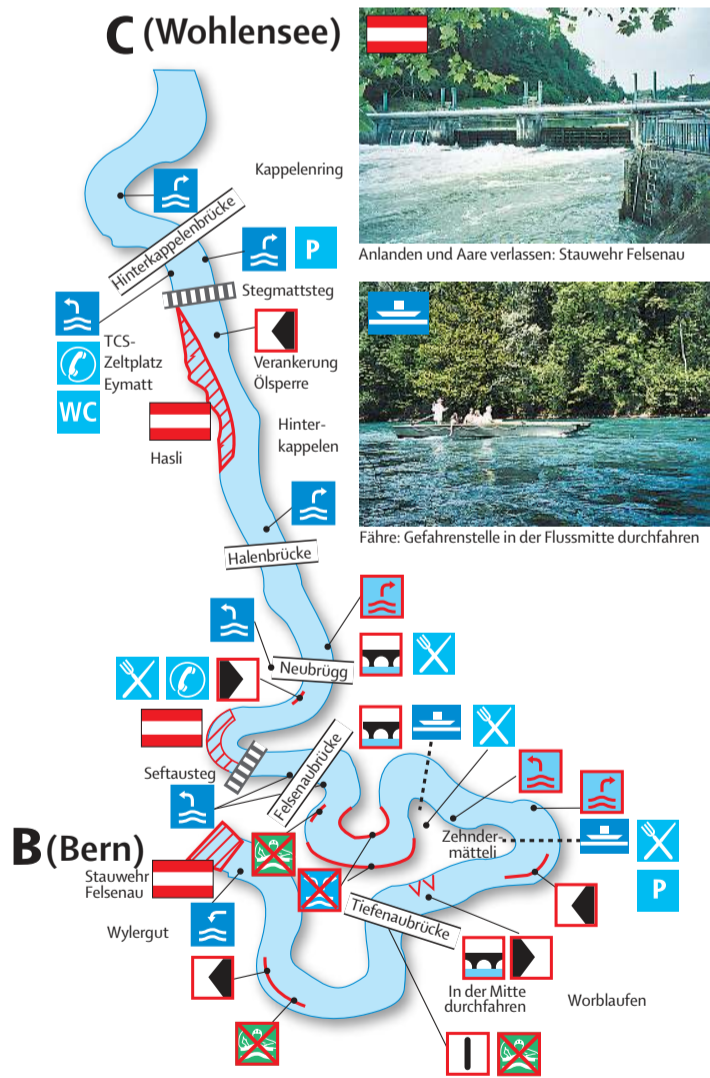 C (Wohlensee)
Anlanden und Aare verlassen: Stauwehr Felsenau
Kappelenring
Hinterkappelenbrücke
P
Stegmattsteg
TCS-
Zeltplatz
Eymatt
WC
Verankerung
Ölsperre
Hinter-
kappelen
Hasli
Fähre: Gefahrenstelle in der Flussmitte durchfahren
Halenbrücke
Neubrügg
Felsenaubrücke
Seftausteg
B (Bern)
Stauwehr
Felsenau
Zehnder-
mätteli
P
Wylergut
Tiefenaubrücke
In der Mitte
durchfahren
Worblaufen